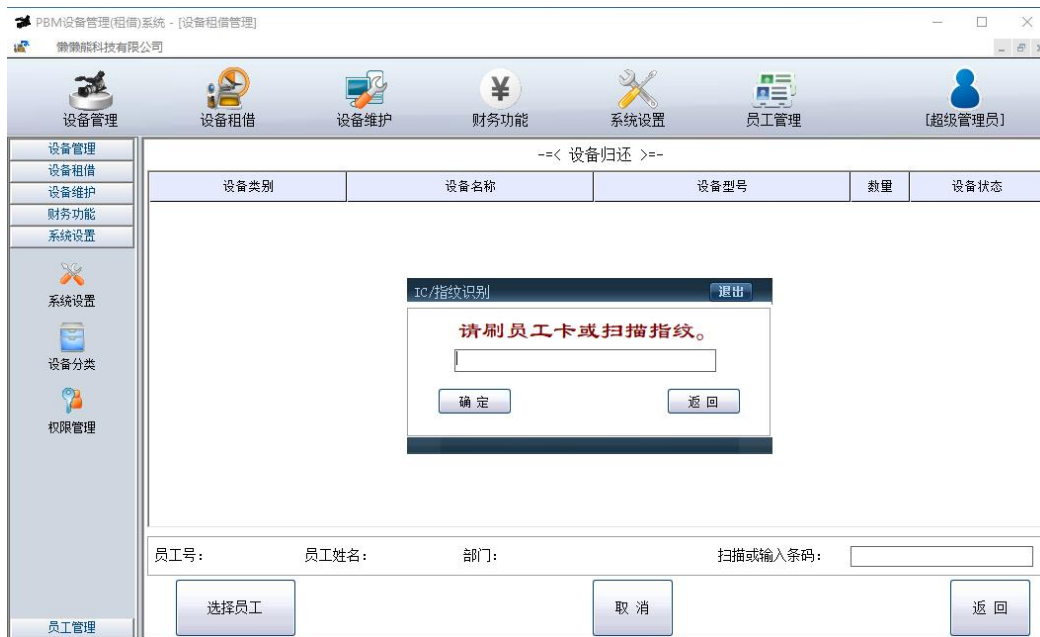 PBM设备管理(租借)系统 - [设备租借管理]
懒懒熊科技有限公司
设备管理 设备租借 设备维护 财务功能 系统设置 员工管理 [超级管理员]
设备管理
设备租借
设备维护
财务功能
系统设置
系统设置
设备分类
权限管理
员工管理
-=< 设备归还 >=-
设备类别 设备名称 设备型号 数量 设备状态
IC/指纹识别 退出
请刷员工卡或扫描指纹。
确 定 返 回
员工号： 员工姓名： 部门： 扫描或输入条码：
选择员工 取 消 返 回